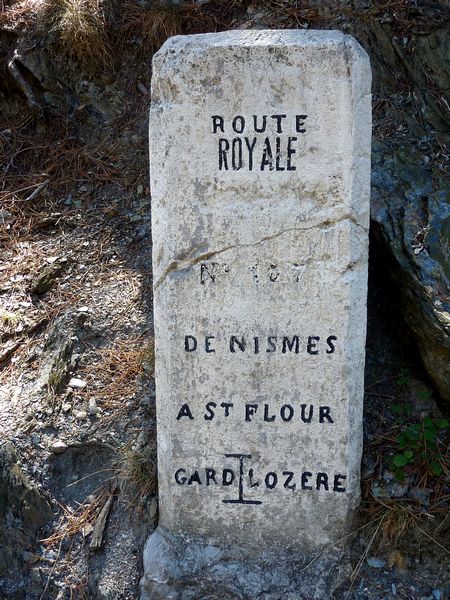 ROUTE
ROYALE
N° 107
DE NISMES
A ST FLOUR
GARD LOZERE